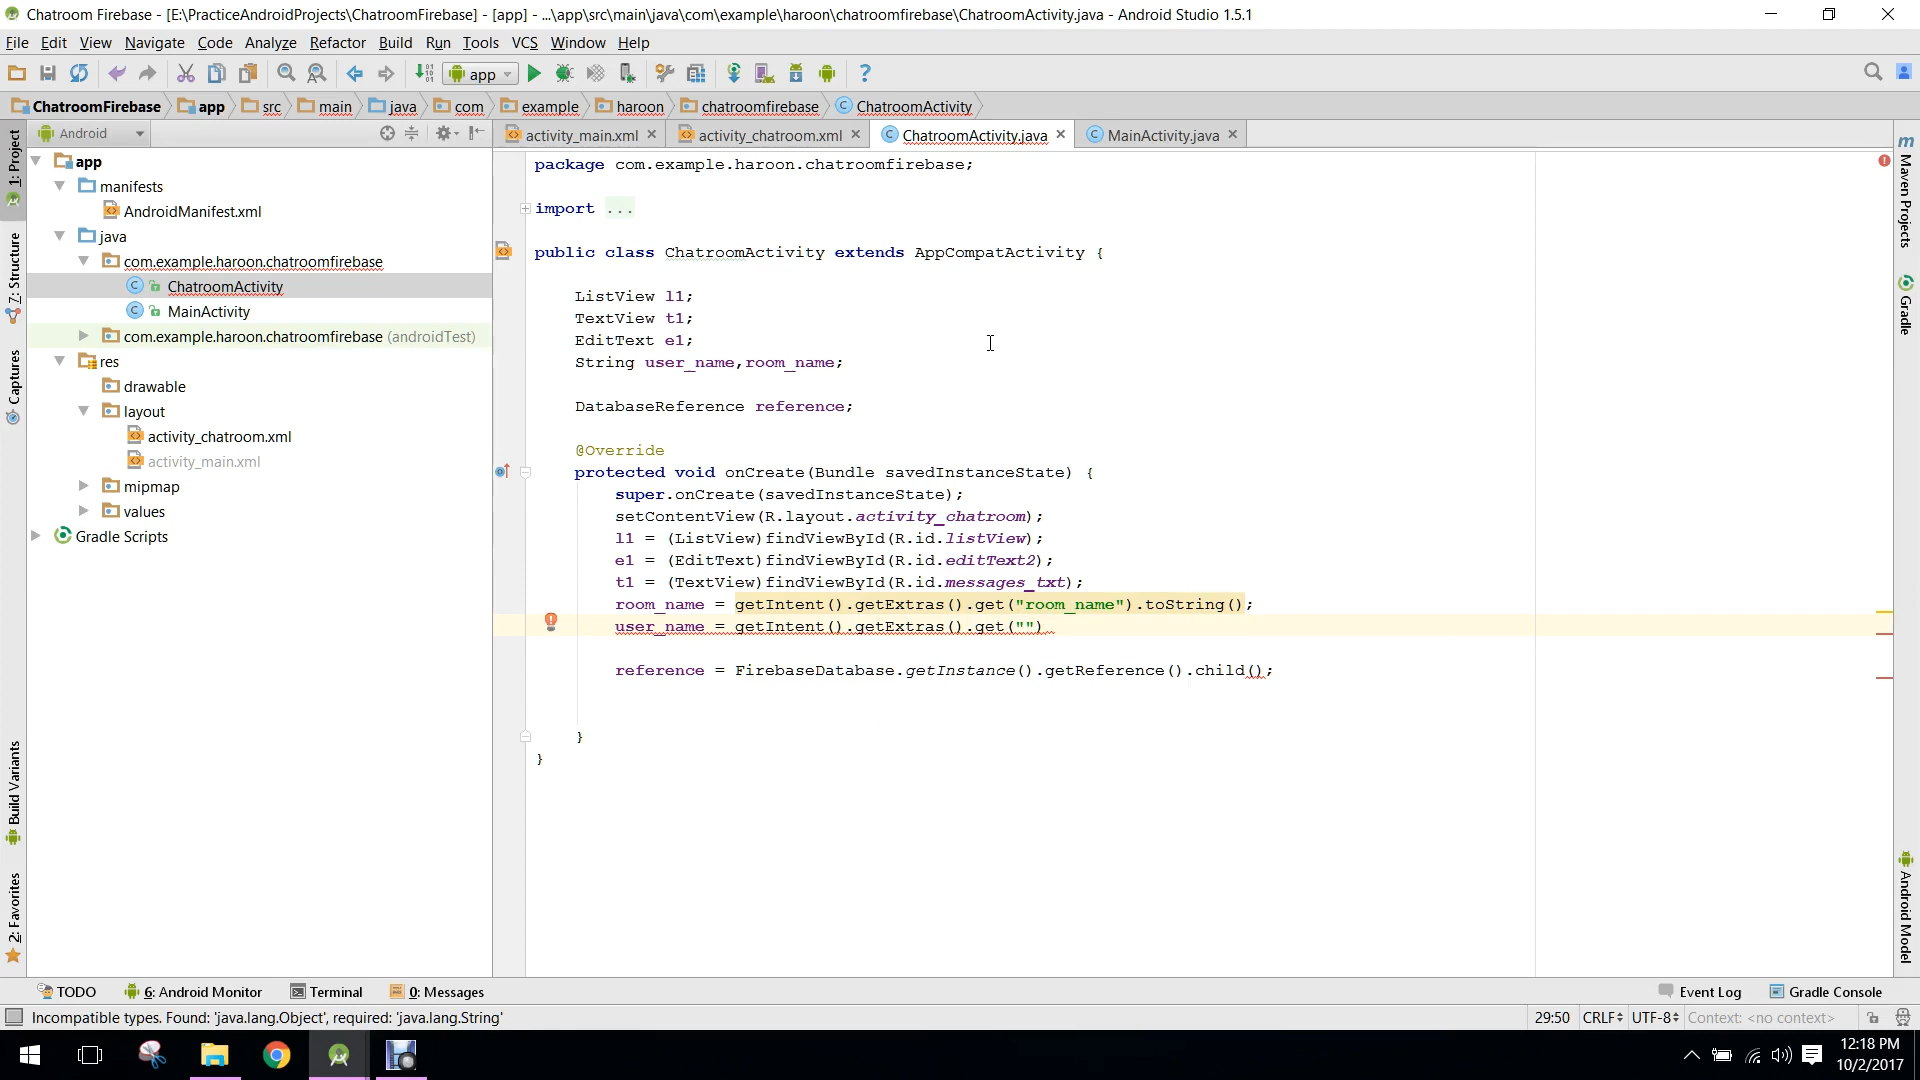 Chatroom Firebase - [E:\PracticeAndroidProjects\ChatroomFirebase] - [app] - ...\app\src\main\java\com\example\haroon\chatroomfirebase\ChatroomActivity.java - Android Studio 1.5.1
File Edit View Navigate Code Analyze Refactor Build Run Tools VCS Window Help
app
ChatroomFirebase app src main java com example haroon chatroomfirebase ChatroomActivity
Android
activity_main.xml activity_chatroom.xml ChatroomActivity.java MainActivity.java
1: Project
7: Structure
Captures
Build Variants
2: Favorites
app
manifests
AndroidManifest.xml
java
com.example.haroon.chatroomfirebase
ChatroomActivity
MainActivity
com.example.haroon.chatroomfirebase (androidTest)
res
drawable
layout
activity_chatroom.xml
activity_main.xml
mipmap
values
Gradle Scripts
package com.example.haroon.chatroomfirebase;
import ...
public class ChatroomActivity extends AppCompatActivity {
ListView l1;
TextView t1;
EditText e1;
String user_name,room_name;
DatabaseReference reference;
@Override
protected void onCreate(Bundle savedInstanceState) {
super.onCreate(savedInstanceState);
setContentView(R.layout.activity_chatroom);
l1 = (ListView)findViewById(R.id.listView);
e1 = (EditText)findViewById(R.id.editText2);
t1 = (TextView)findViewById(R.id.messages_txt);
room_name = getIntent().getExtras().get("room_name").toString();
user_name = getIntent().getExtras().get("")
reference = FirebaseDatabase.getInstance().getReference().child();
}
}
Maven Projects
Gradle
Android Model
TODO 6: Android Monitor Terminal 0: Messages Event Log Gradle Console
Incompatible types. Found: 'java.lang.Object', required: 'java.lang.String' 29:50 CRLF UTF-8 Context: <no context>
12:18 PM
10/2/2017